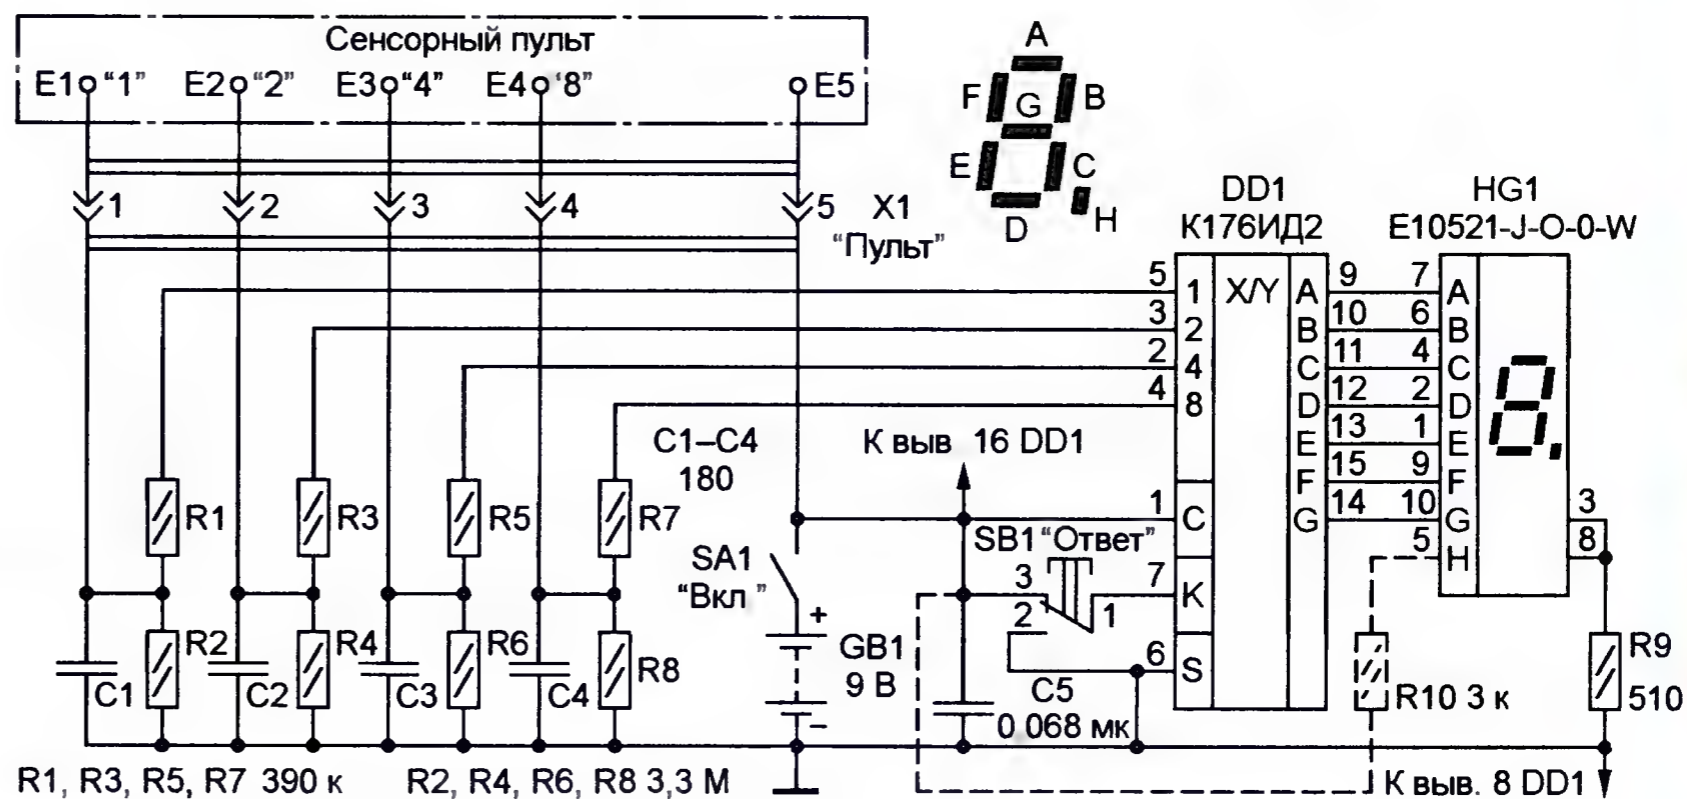 Сенсорный пульт
E1 “1” E2 “2” E3 “4” E4 ‘8” E5
1 2 3 4 5 X1
“Пульт”
A
F G B
E C
D H
DD1
К176ИД2
HG1
E10521-J-O-0-W
5 1 X/Y A 9 7 A
3 2 B 10 6 B
2 4 C 11 4 C
4 8 D 12 2 D
E 13 1 E
F 15 9 F
1 C G 14 10 G 3
5 H 8
C1–C4
180
К выв 16 DD1
R1 R3 R5 R7
SA1
“Вкл ”
SB1 “Ответ”
3 7 K
2 1
6 S
+
GB1
9 В
–
C5
0 068 мк
C1 R2 C2 R4 C3 R6 C4 R8
R10 3 к
R9
510
R1, R3, R5, R7 390 к R2, R4, R6, R8 3,3 М
К выв. 8 DD1